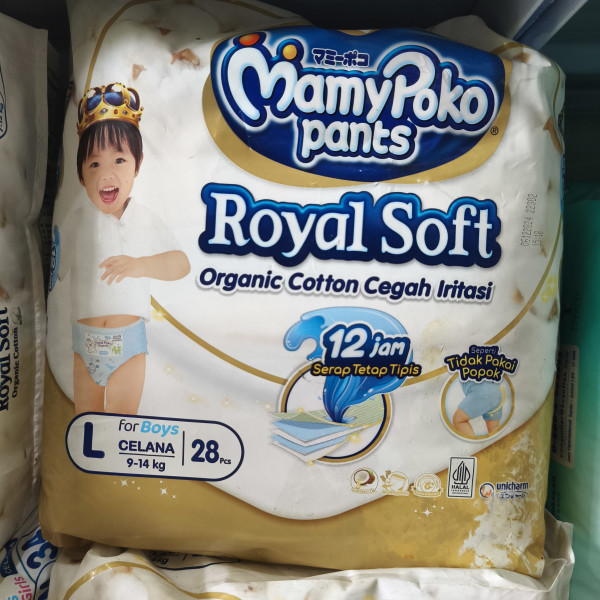 マミーポコ
MamyPoko
pants
Royal Soft
Organic Cotton Cegah Iritasi
12 jam
Serap Tetap Tipis
Seperti
Tidak Pakai
Popok
L
for Boys
CELANA
9-14 kg
28 Pcs
HALAL
unicharm
Royal Soft
Organic Cotton